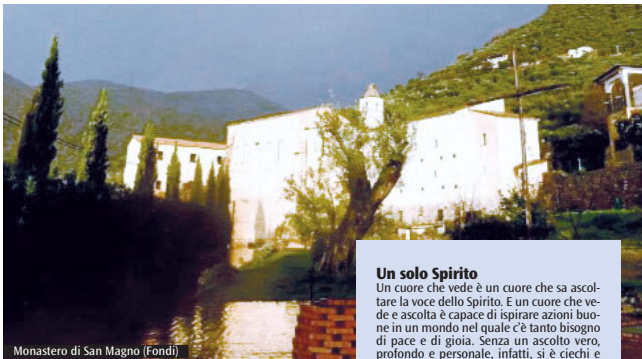 Un solo Spirito
Un cuore che vede è un cuore che sa ascol-
tare la voce dello Spirito. E un cuore che ve-
de e ascolta è capace di ispirare azioni buo-
ne in un mondo nel quale c'è tanto bisogno
di pace e di gioia. Senza un ascolto vero,
profondo e personale, infatti, si è ciechi e
Monastero di San Magno (Fondi)